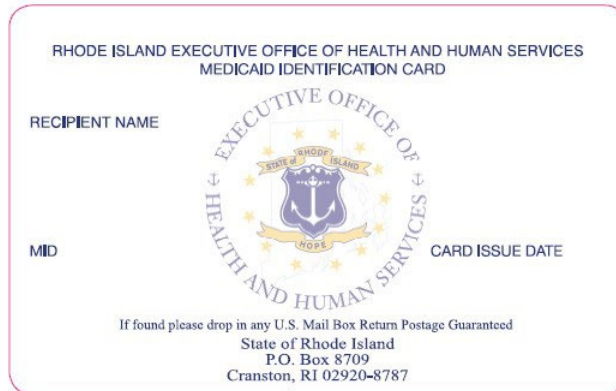 RHODE ISLAND EXECUTIVE OFFICE OF HEALTH AND HUMAN SERVICES
MEDICAID IDENTIFICATION CARD
EXECUTIVE OFFICE OF
RECIPIENT NAME
STATE of RHODE ISLAND
HOPE
MID
CARD ISSUE DATE
HEALTH AND HUMAN SERVICES
If found please drop in any U.S. Mail Box Return Postage Guaranteed
State of Rhode Island
P.O. Box 8709
Cranston, RI 02920-8787